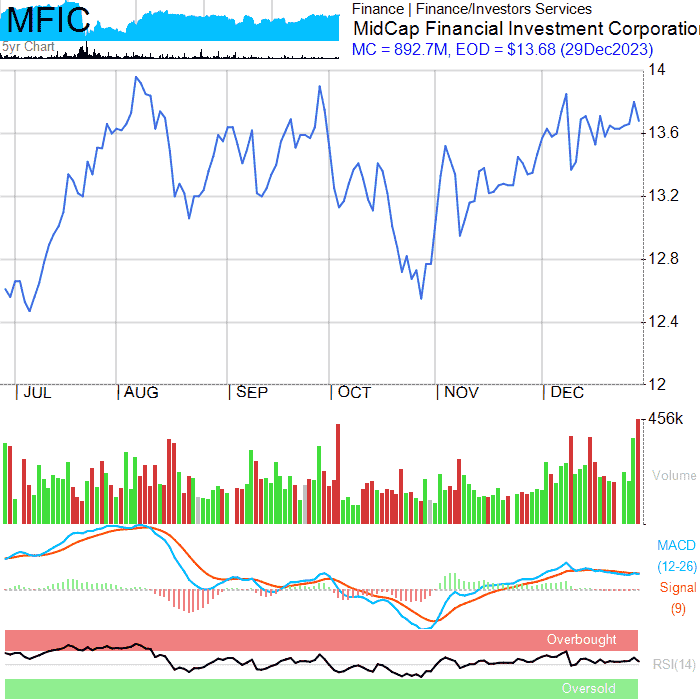 MFIC
5yr Chart
Finance | Finance/Investors Services
MidCap Financial Investment Corporation
MC = 892.7M, EOD = $13.68 (29Dec2023)
14
13.6
13.2
12.8
12.4
12
JUL
AUG
SEP
OCT
NOV
DEC
456k
Volume
MACD
(12-26)
Signal
(9)
Overbought
RSI(14)
Oversold